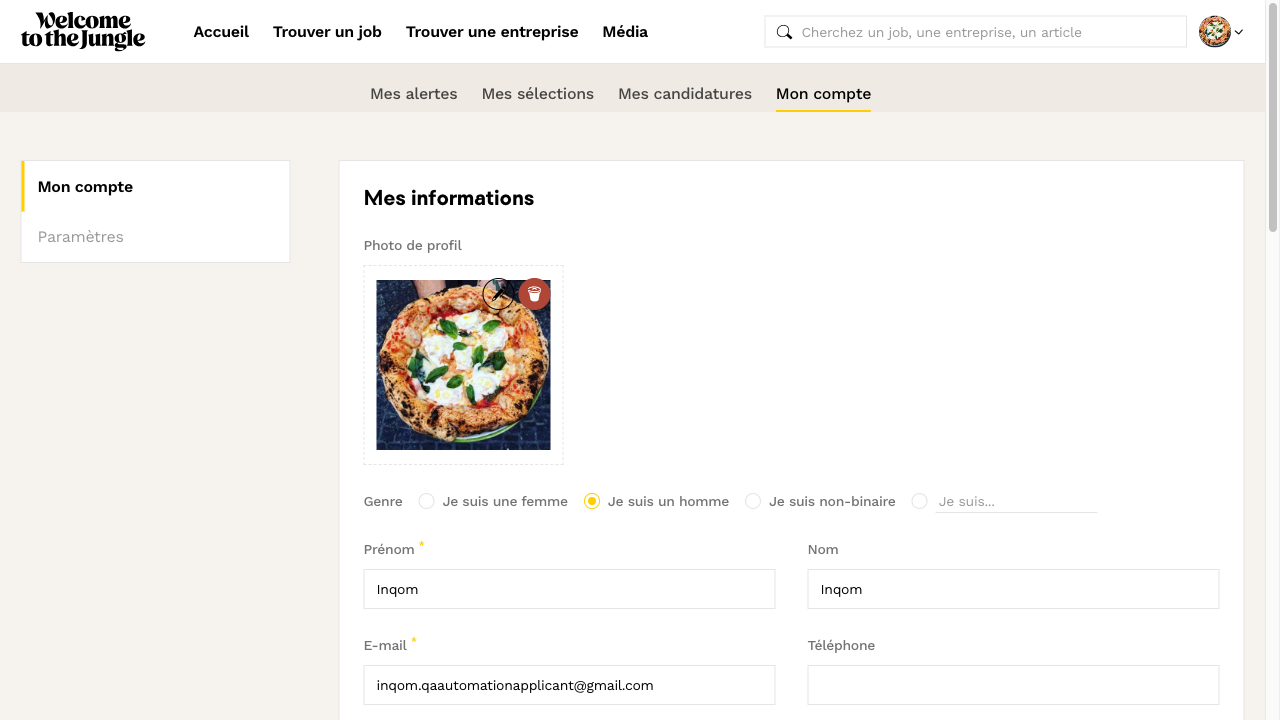 Welcome
to the Jungle
Accueil
Trouver un job
Trouver une entreprise
Média
Cherchez un job, une entreprise, un article
Mes alertes
Mes sélections
Mes candidatures
Mon compte
Mon compte
Paramètres
Mes informations
Photo de profil
Genre
Je suis une femme
Je suis un homme
Je suis non-binaire
Je suis...
Prénom *
Nom
Inqom
Inqom
E-mail *
Téléphone
inqom.qaautomationapplicant@gmail.com